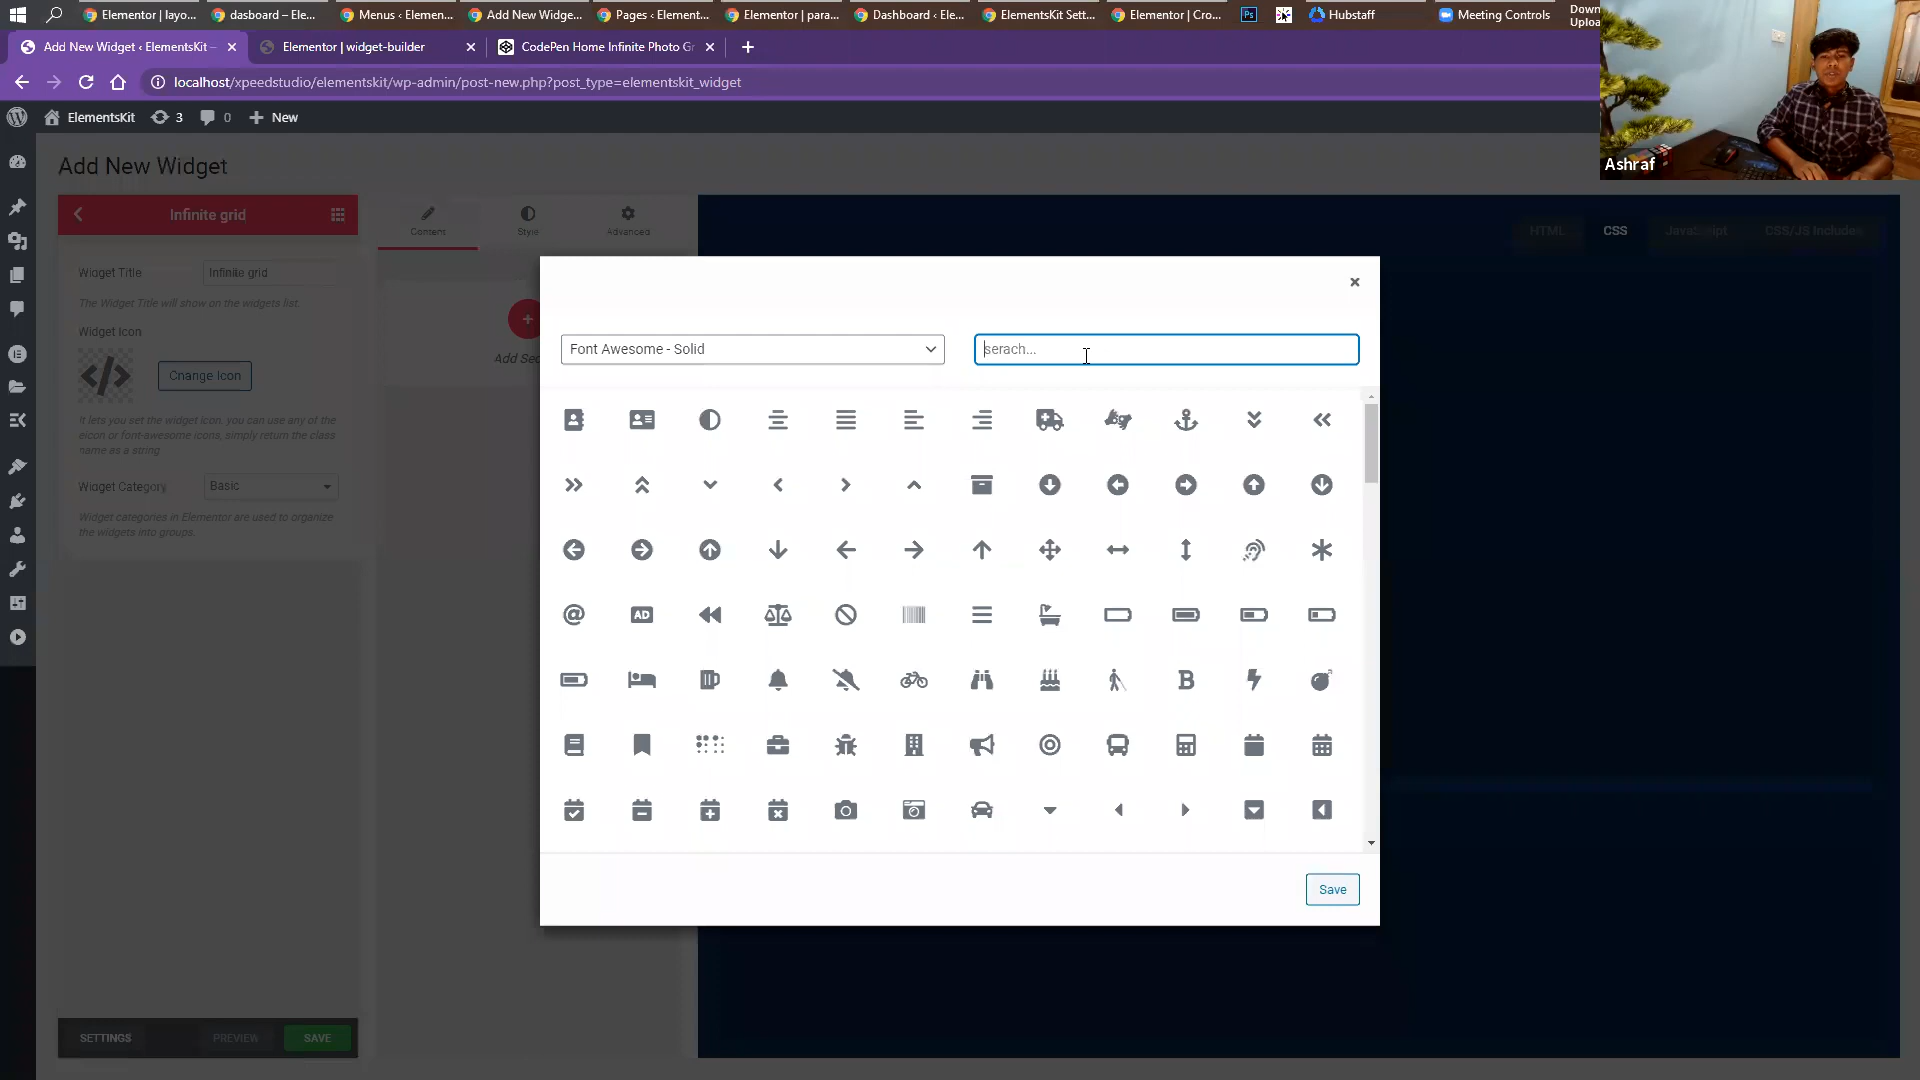 Elementor | layo...
dasboard – Ele...
Menus ‹ Elemen...
Add New Widge...
Pages ‹ Element...
Elementor | para...
Dashboard ‹ Ele...
ElementsKit Sett...
Elementor | Cro...
Ps
Hubstaff
Meeting Controls
Down
Uploa
Add New Widget ‹ ElementsKit –
Elementor | widget-builder
CodePen Home Infinite Photo Gr
localhost/xpeedstudio/elementskit/wp-admin/post-new.php?post_type=elementskit_widget
ElementsKit
3
0
New
Ashraf
Add New Widget
Infinite grid
Content
Style
Advanced
HTML
CSS
JavaScript
CSS/JS Includes
Widget Title
Infinite grid
The Widget Title will show on the widgets list.
Widget Icon
Change Icon
It lets you set the widget icon. you can use any of the
eicon or font-awesome icons, simply return the class
name as a string
Widget Category
Basic
Widget categories in Elementor are used to organize
the widgets into groups.
Add Sec
Font Awesome - Solid
serach...
AD
Save
SETTINGS
PREVIEW
SAVE